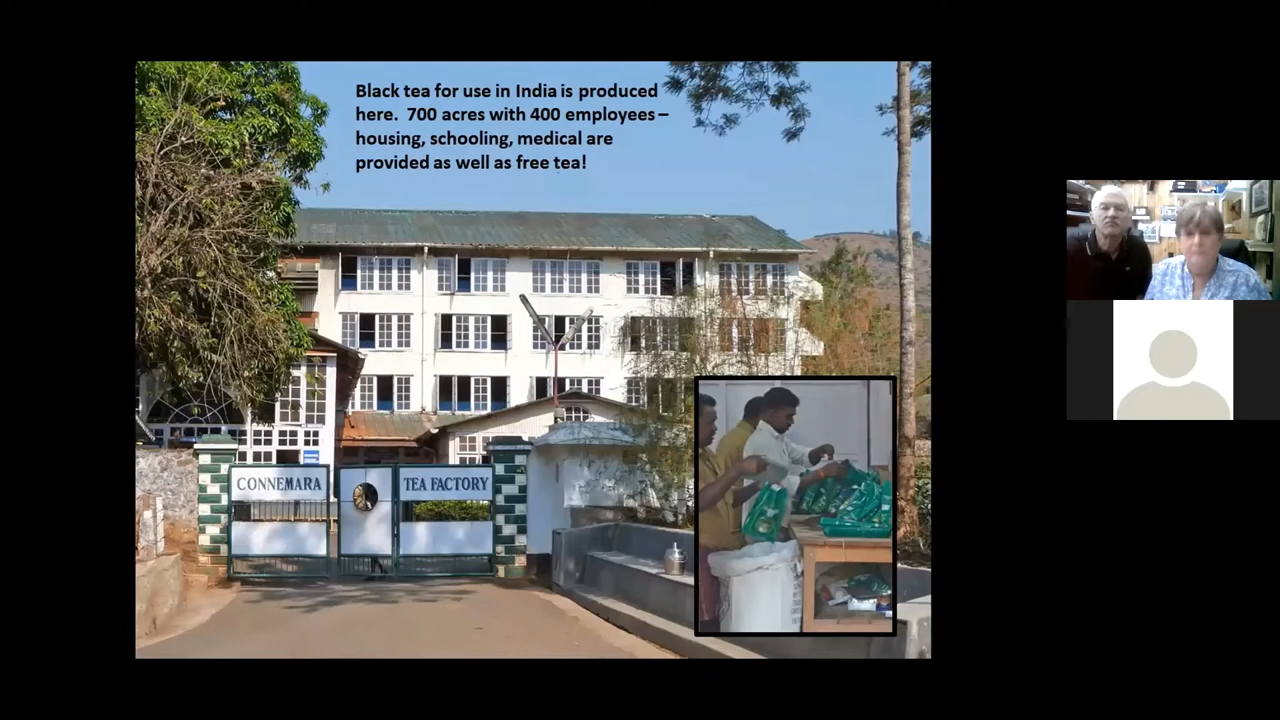 Black tea for use in India is produced
here.  700 acres with 400 employees –
housing, schooling, medical are
provided as well as free tea!
CONNEMARA
TEA FACTORY